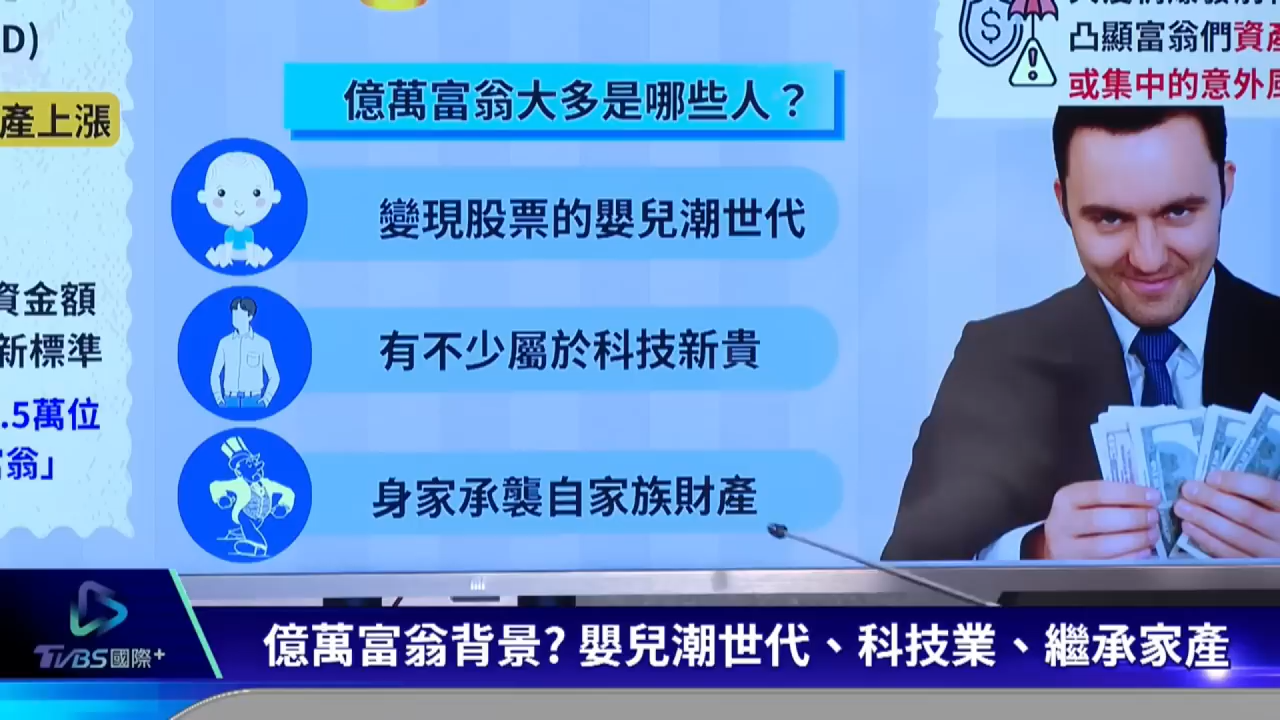 D)
產上漲
資金額
新標準
.5萬位
富翁」
億萬富翁大多是哪些人？
變現股票的嬰兒潮世代
有不少屬於科技新貴
身家承襲自家族財產
凸顯富翁們資產
或集中的意外風
億萬富翁背景? 嬰兒潮世代、科技業、繼承家產
TVBS國際+